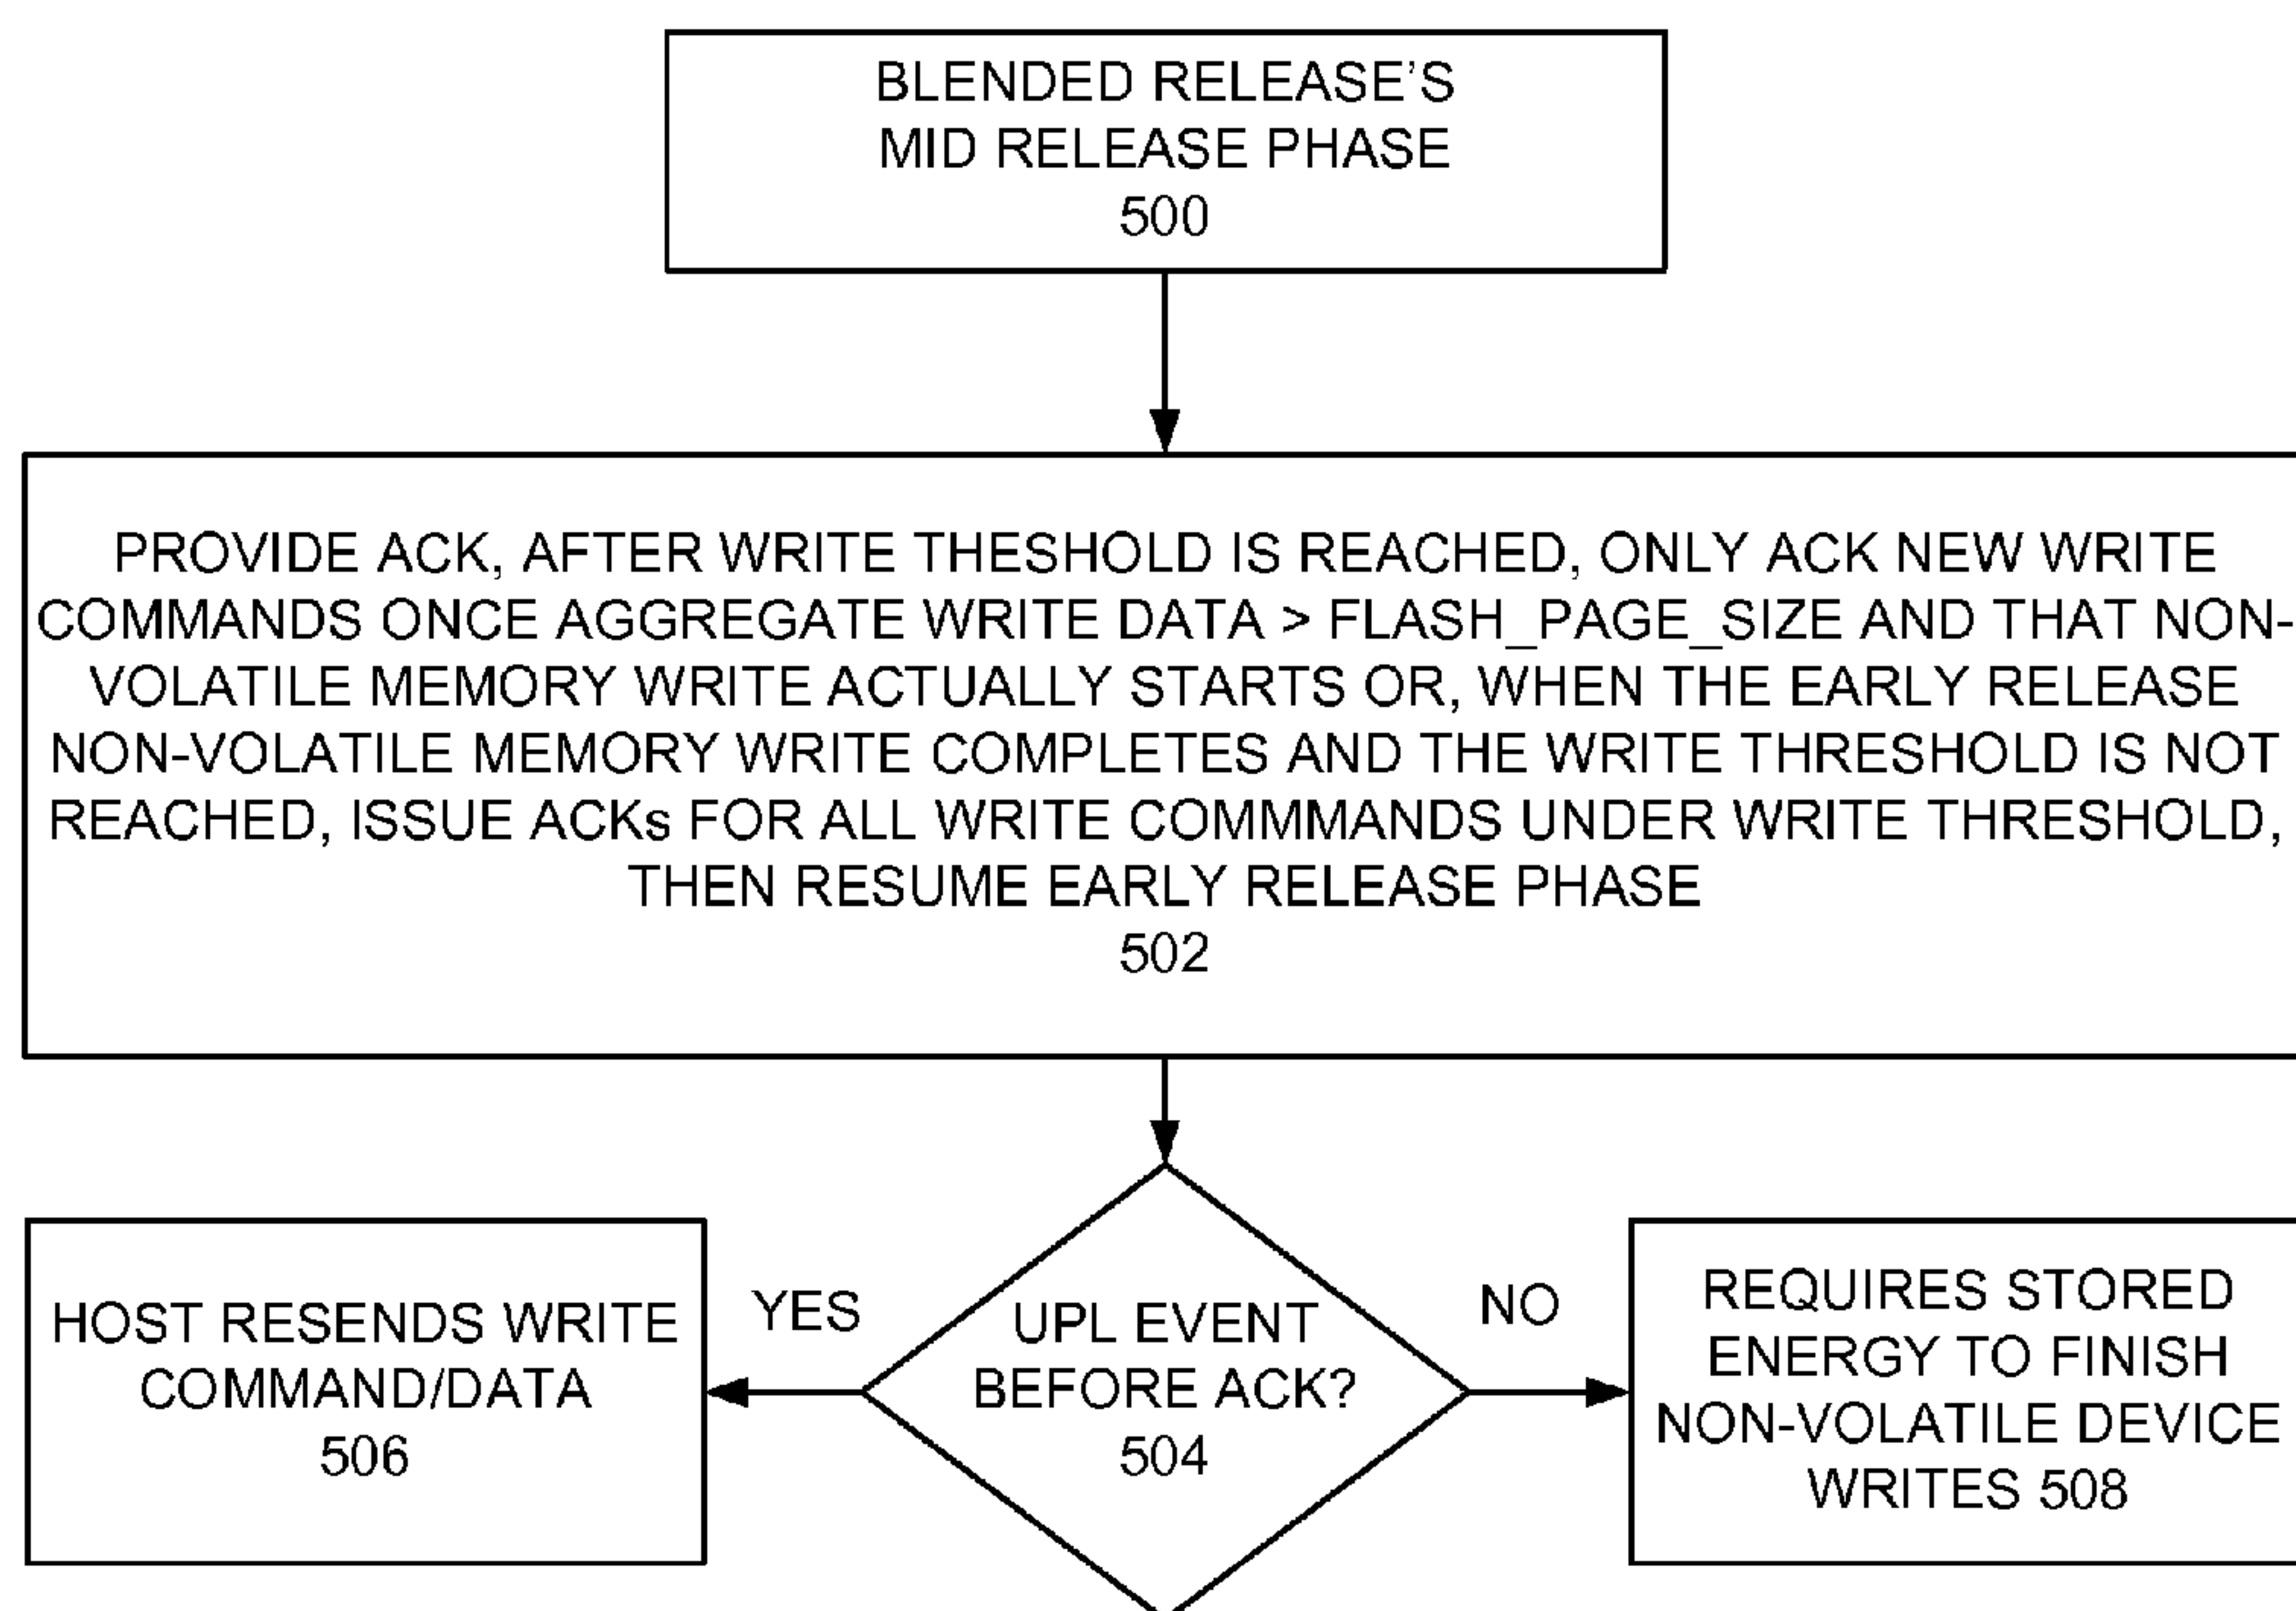 BLENDED RELEASE'S
MID RELEASE PHASE
500
PROVIDE ACK, AFTER WRITE THESHOLD IS REACHED, ONLY ACK NEW WRITE
COMMANDS ONCE AGGREGATE WRITE DATA > FLASH_PAGE_SIZE AND THAT NON-
VOLATILE MEMORY WRITE ACTUALLY STARTS OR, WHEN THE EARLY RELEASE
NON-VOLATILE MEMORY WRITE COMPLETES AND THE WRITE THRESHOLD IS NOT
REACHED, ISSUE ACKs FOR ALL WRITE COMMMANDS UNDER WRITE THRESHOLD,
THEN RESUME EARLY RELEASE PHASE
502
HOST RESENDS WRITE
COMMAND/DATA
506
YES
UPL EVENT
BEFORE ACK?
504
NO
REQUIRES STORED
ENERGY TO FINISH
NON-VOLATILE DEVICE
WRITES 508